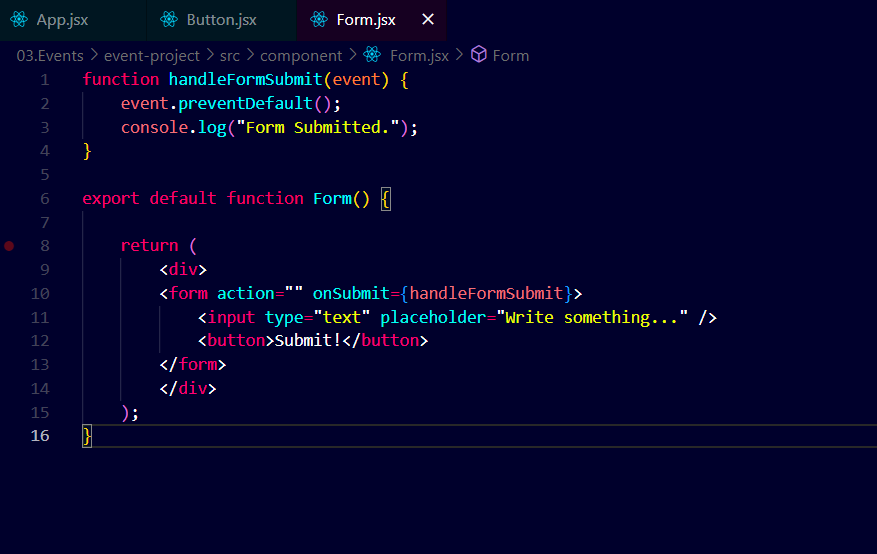 App.jsx Button.jsx Form.jsx
03.Events > event-project > src > component > Form.jsx > Form
1 function handleFormSubmit(event) {
2     event.preventDefault();
3     console.log("Form Submitted.");
4 }
5
6 export default function Form() {
7
8     return (
9         <div>
10         <form action="" onSubmit={handleFormSubmit}>
11             <input type="text" placeholder="Write something..." />
12             <button>Submit!</button>
13         </form>
14         </div>
15     );
16 }